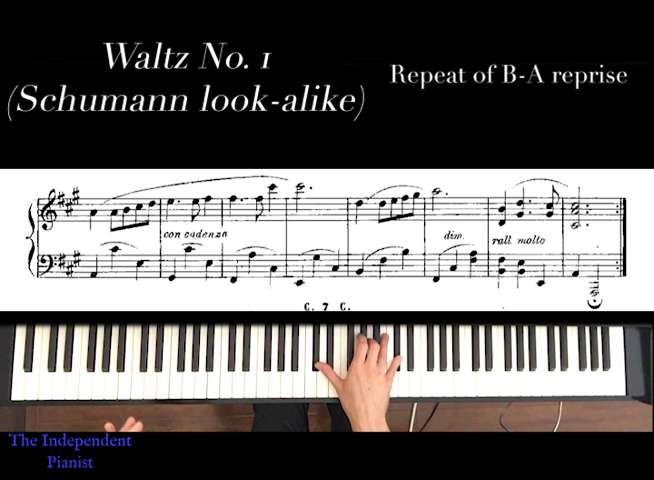 Waltz No. 1
(Schumann look-alike)
Repeat of B-A reprise
con cadenza
dim.
rall. molto
C. 7 C.
The Independent
Pianist